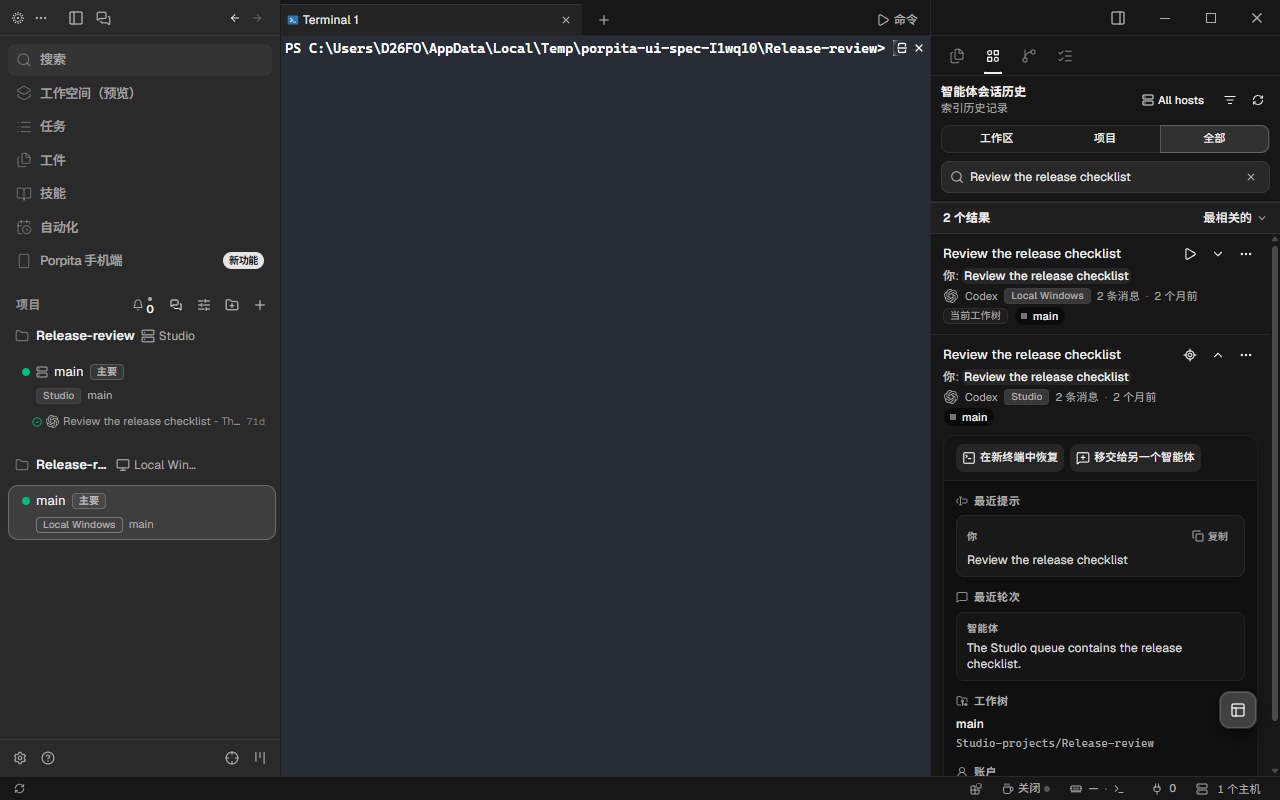 Terminal 1
命令
搜索
工作空间（预览）
任务
工件
技能
自动化
Porpita 手机端
新功能
项目
0
Release-review
Studio
main
主要
Studio
main
Review the release checklist - Th...
71d
Release-r...
Local Win...
main
主要
Local Windows
main
PS C:\Users\D26FO\AppData\Local\Temp\porpita-ui-spec-I1wq10\Release-review>
智能体会话历史
索引历史记录
All hosts
工作区
项目
全部
Review the release checklist
2 个结果
最相关的
Review the release checklist
你: Review the release checklist
Codex
Local Windows
2 条消息 · 2 个月前
当前工作树
main
Review the release checklist
你: Review the release checklist
Codex
Studio
2 条消息 · 2 个月前
main
在新终端中恢复
移交给另一个智能体
最近提示
你
复制
Review the release checklist
最近轮次
智能体
The Studio queue contains the release
checklist.
工作树
main
Studio-projects/Release-review
账户
关闭
0
1 个主机